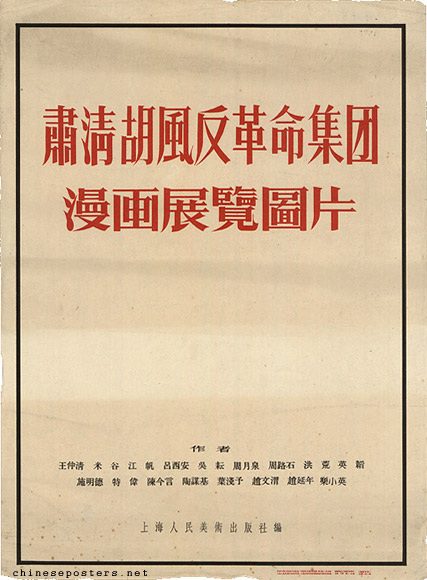 肅清胡風反革命集团
漫画展覽圖片
作者
王仲清 米谷 江帆 呂西安 吳耘 周月泉 周路石 洪荒 英韜
施明德 特偉 陳今言 陶謀基 葉淺予 趙文渭 趙延年 樂小英
上海人民美術出版社編
chineseposters.net